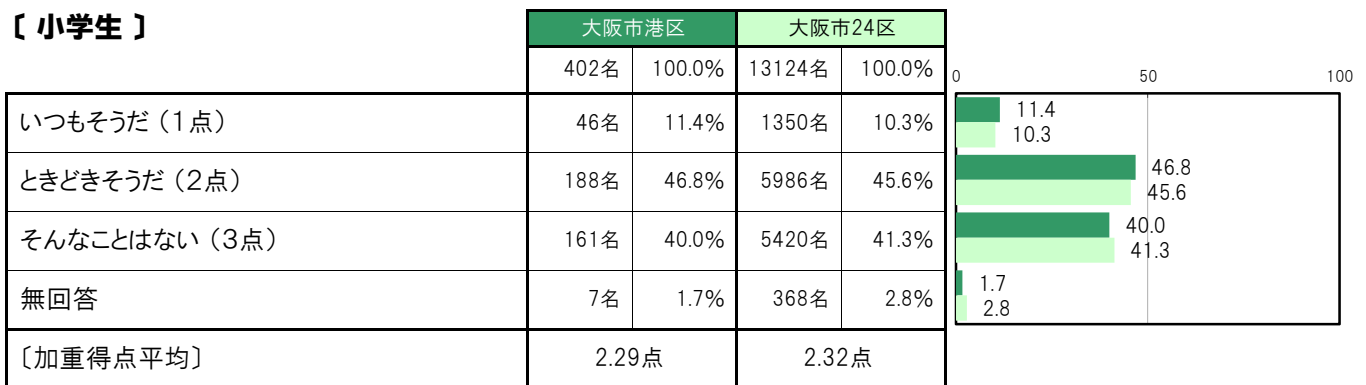 〔 小学生 〕
大阪市港区 大阪市24区
402名 100.0% 13124名 100.0%
0 50 100
いつもそうだ （１点） 46名 11.4% 1350名 10.3%
11.4
10.3
ときどきそうだ （２点） 188名 46.8% 5986名 45.6%
46.8
45.6
そんなことはない （３点） 161名 40.0% 5420名 41.3%
40.0
41.3
無回答 7名 1.7% 368名 2.8%
1.7
2.8
〔加重得点平均〕 2.29点 2.32点